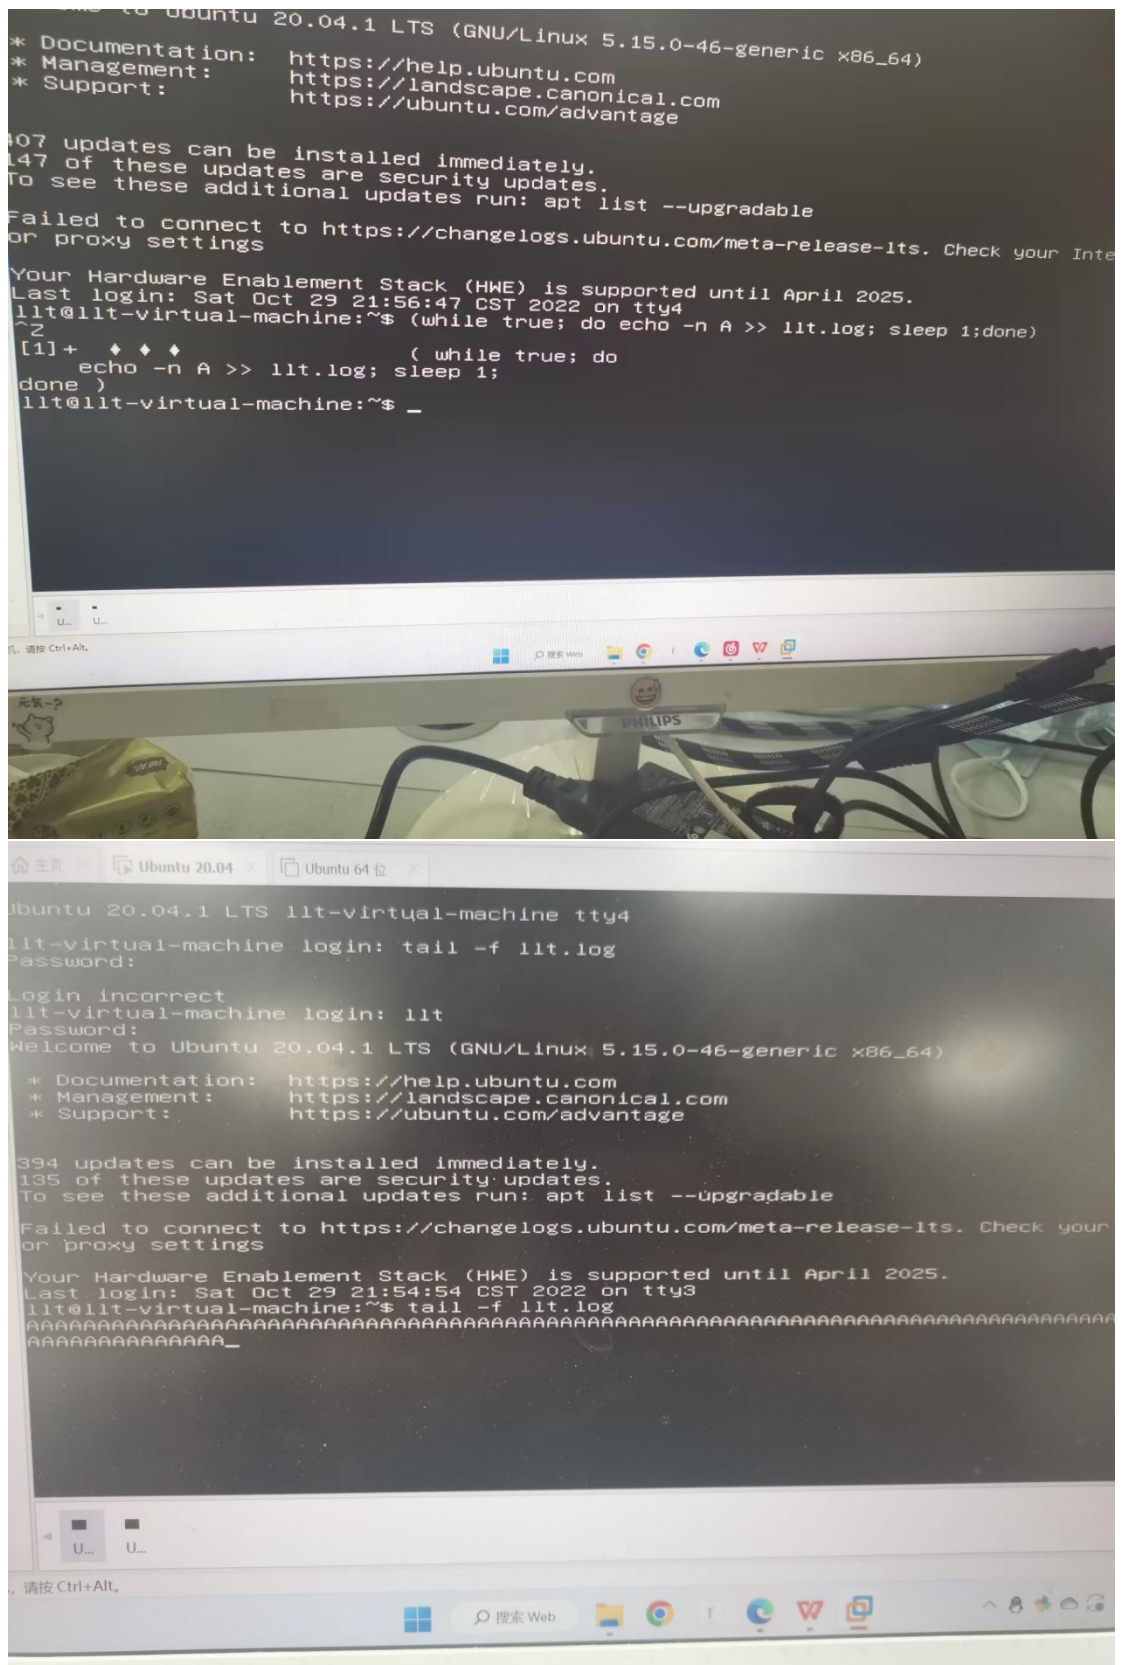 to Ubuntu 20.04.1 LTS (GNU/Linux 5.15.0-46-generic x86_64)
* Documentation: https://help.ubuntu.com
* Management: https://landscape.canonical.com
* Support: https://ubuntu.com/advantage
407 updates can be installed immediately.
147 of these updates are security updates.
To see these additional updates run: apt list --upgradable
Failed to connect to https://changelogs.ubuntu.com/meta-release-lts. Check your Inte
or proxy settings
Your Hardware Enablement Stack (HWE) is supported until April 2025.
Last login: Sat Oct 29 21:56:47 CST 2022 on tty4
llt@llt-virtual-machine:~$ (while true; do echo -n A >> llt.log; sleep 1;done)
^Z
[1]+ ♦ ♦ ♦ ( while true; do
echo -n A >> llt.log; sleep 1;
done )
llt@llt-virtual-machine:~$ _
U... U...
机，请按 Ctrl+Alt。
搜索 Web
元气~?
PHILIPS
主页 Ubuntu 20.04 Ubuntu 64 位
Ubuntu 20.04.1 LTS llt-virtual-machine tty4
llt-virtual-machine login: tail -f llt.log
Password:
Login incorrect
llt-virtual-machine login: llt
Password:
Welcome to Ubuntu 20.04.1 LTS (GNU/Linux 5.15.0-46-generic x86_64)
* Documentation: https://help.ubuntu.com
* Management: https://landscape.canonical.com
* Support: https://ubuntu.com/advantage
394 updates can be installed immediately.
135 of these updates are security updates.
To see these additional updates run: apt list --upgradable
Failed to connect to https://changelogs.ubuntu.com/meta-release-lts. Check your
or proxy settings
Your Hardware Enablement Stack (HWE) is supported until April 2025.
Last login: Sat Oct 29 21:54:54 CST 2022 on tty3
llt@llt-virtual-machine:~$ tail -f llt.log
AAAAAAAAAAAAAAAAAAAAAAAAAAAAAAAAAAAAAAAAAAAAAAAAAAAAAAAAAAAAAAAAAAAAAAAAAAAAA
AAAAAAAAAAAAAA_
U... U...
，请按 Ctrl+Alt。
搜索 Web